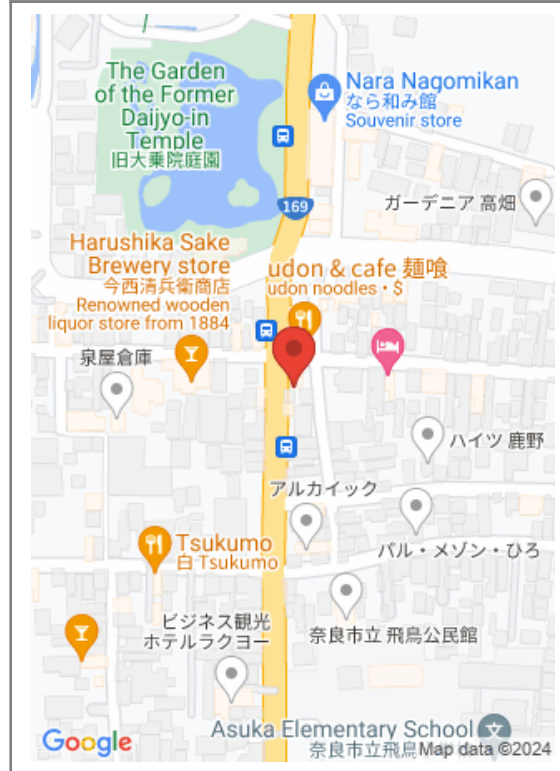 The Garden
of the Former
Daijyo-in
Temple
旧大乗院庭園
Nara Nagomikan
なら和み館
Souvenir store
169
ガーデニア 高畑
Harushika Sake
Brewery store
今西清兵衛商店
Renowned wooden
liquor store from 1884
udon & cafe 麺喰
udon noodles • $
泉屋倉庫
ハイツ 鹿野
アルカイック
パル・メゾン・ひろ
Tsukumo
白 Tsukumo
ビジネス観光
ホテルラクヨー
奈良市立 飛鳥公民館
Asuka Elementary School
奈良市立飛鳥
Google
Map data ©2024